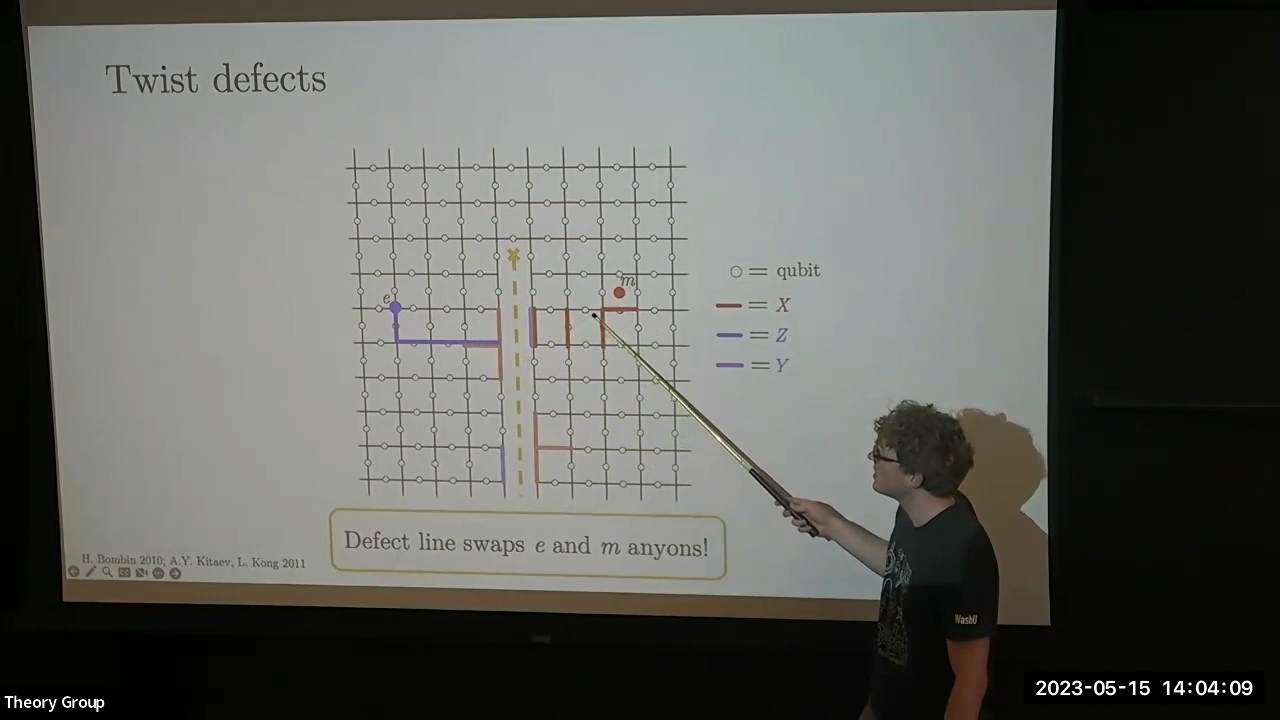 Twist defects
e
m
= qubit
= X
= Z
= Y
Defect line swaps e and m anyons!
H. Bombin 2010; A.Y. Kitaev, L. Kong 2011
WashU
Theory Group
2023-05-15 14:04:09